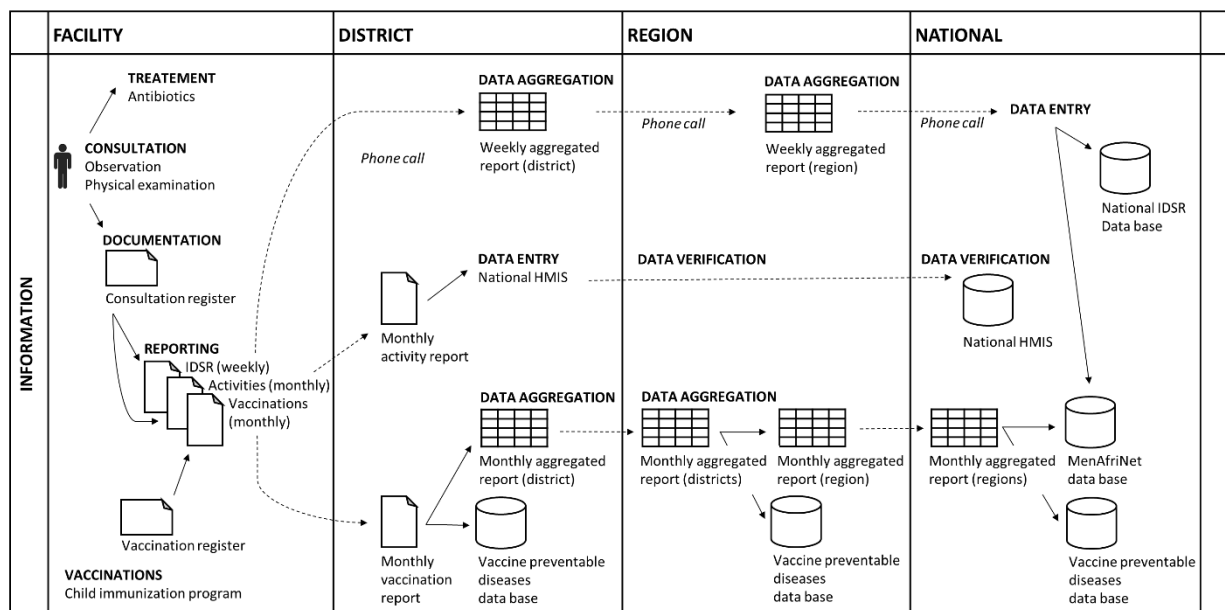 FACILITY
DISTRICT
REGION
NATIONAL
INFORMATION
TREATEMENT
Antibiotics
CONSULTATION
Observation
Physical examination
DOCUMENTATION
Consultation register
REPORTING
IDSR (weekly)
Activities (monthly)
Vaccinations
(monthly)
Vaccination register
VACCINATIONS
Child immunization program
Phone call
DATA AGGREGATION
Weekly aggregated
report (district)
DATA ENTRY
National HMIS
Monthly
activity report
DATA AGGREGATION
Monthly aggregated
report (district)
Monthly
vaccination
report
Vaccine preventable
diseases
data base
Phone call
DATA AGGREGATION
Weekly aggregated
report (region)
DATA VERIFICATION
DATA AGGREGATION
Monthly aggregated
report (districts)
Monthly aggregated
report (region)
Vaccine preventable
diseases
data base
Phone call
DATA ENTRY
National IDSR
Data base
DATA VERIFICATION
National HMIS
Monthly aggregated
report (regions)
MenAfriNet
data base
Vaccine preventable
diseases
data base